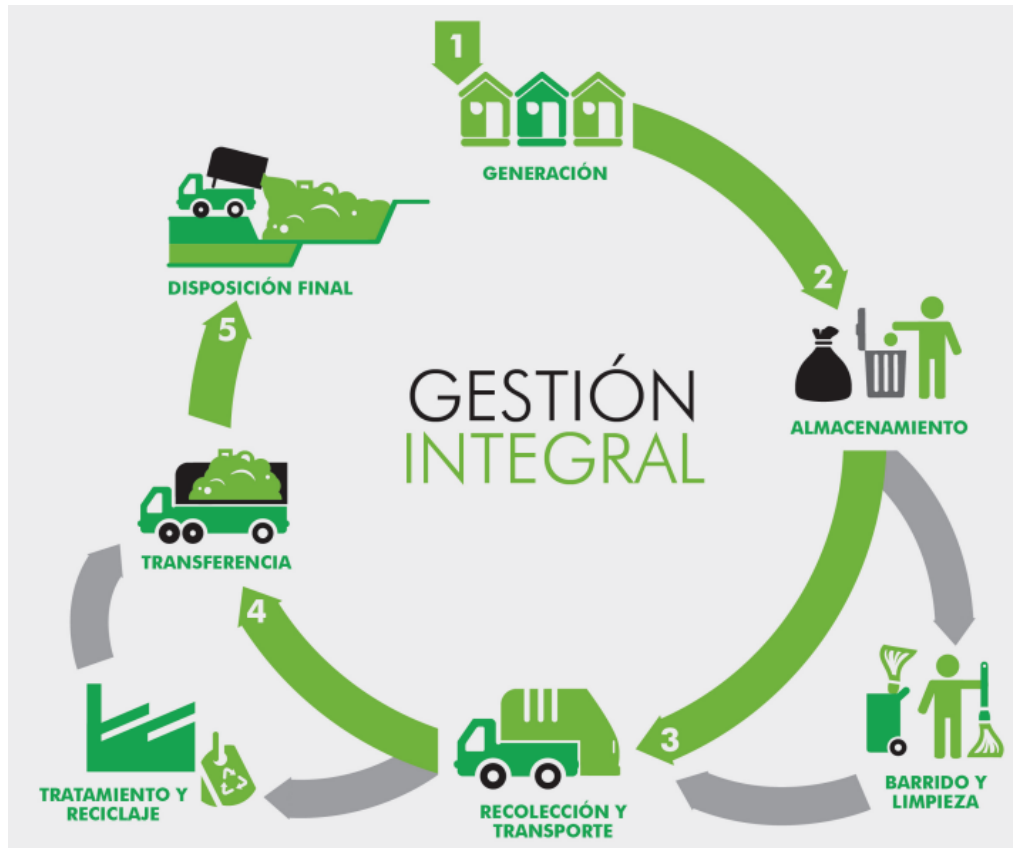 1
GENERACIÓN
2
ALMACENAMIENTO
BARRIDO Y
LIMPIEZA
3
RECOLECCIÓN Y
TRANSPORTE
TRATAMIENTO Y
RECICLAJE
4
TRANSFERENCIA
5
DISPOSICIÓN FINAL
GESTIÓN
INTEGRAL